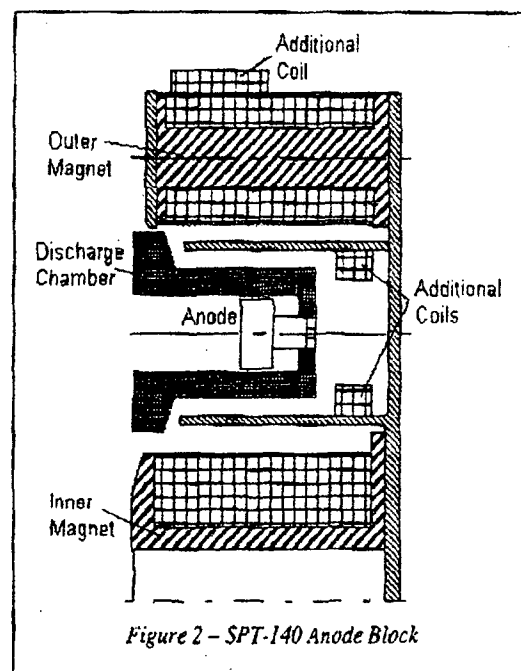 Additional
Coil
Outer
Magnet
Discharge
Chamber
Anode
Additional
Coils
Inner
Magnet
Figure 2 – SPT-140 Anode Block